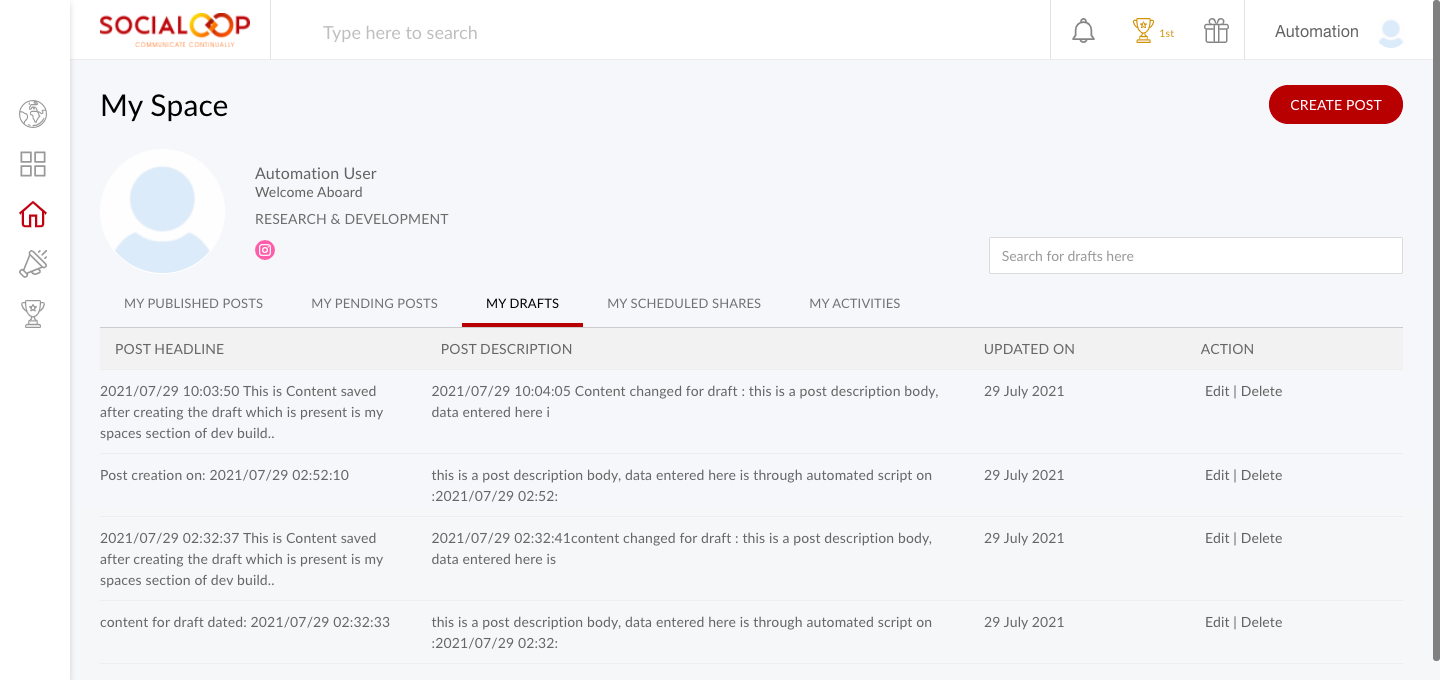 SOCIALOOP
COMMUNICATE CONTINUALLY
Type here to search
1st
Automation
My Space
CREATE POST
Automation User
Welcome Aboard
RESEARCH & DEVELOPMENT
Search for drafts here
MY PUBLISHED POSTS
MY PENDING POSTS
MY DRAFTS
MY SCHEDULED SHARES
MY ACTIVITIES
POST HEADLINE
POST DESCRIPTION
UPDATED ON
ACTION
2021/07/29 10:03:50 This is Content saved
after creating the draft which is present is my
spaces section of dev build..
2021/07/29 10:04:05 Content changed for draft : this is a post description body,
data entered here i
29 July 2021
Edit | Delete
Post creation on: 2021/07/29 02:52:10
this is a post description body, data entered here is through automated script on
:2021/07/29 02:52:
29 July 2021
Edit | Delete
2021/07/29 02:32:37 This is Content saved
after creating the draft which is present is my
spaces section of dev build..
2021/07/29 02:32:41content changed for draft : this is a post description body,
data entered here is
29 July 2021
Edit | Delete
content for draft dated: 2021/07/29 02:32:33
this is a post description body, data entered here is through automated script on
:2021/07/29 02:32:
29 July 2021
Edit | Delete